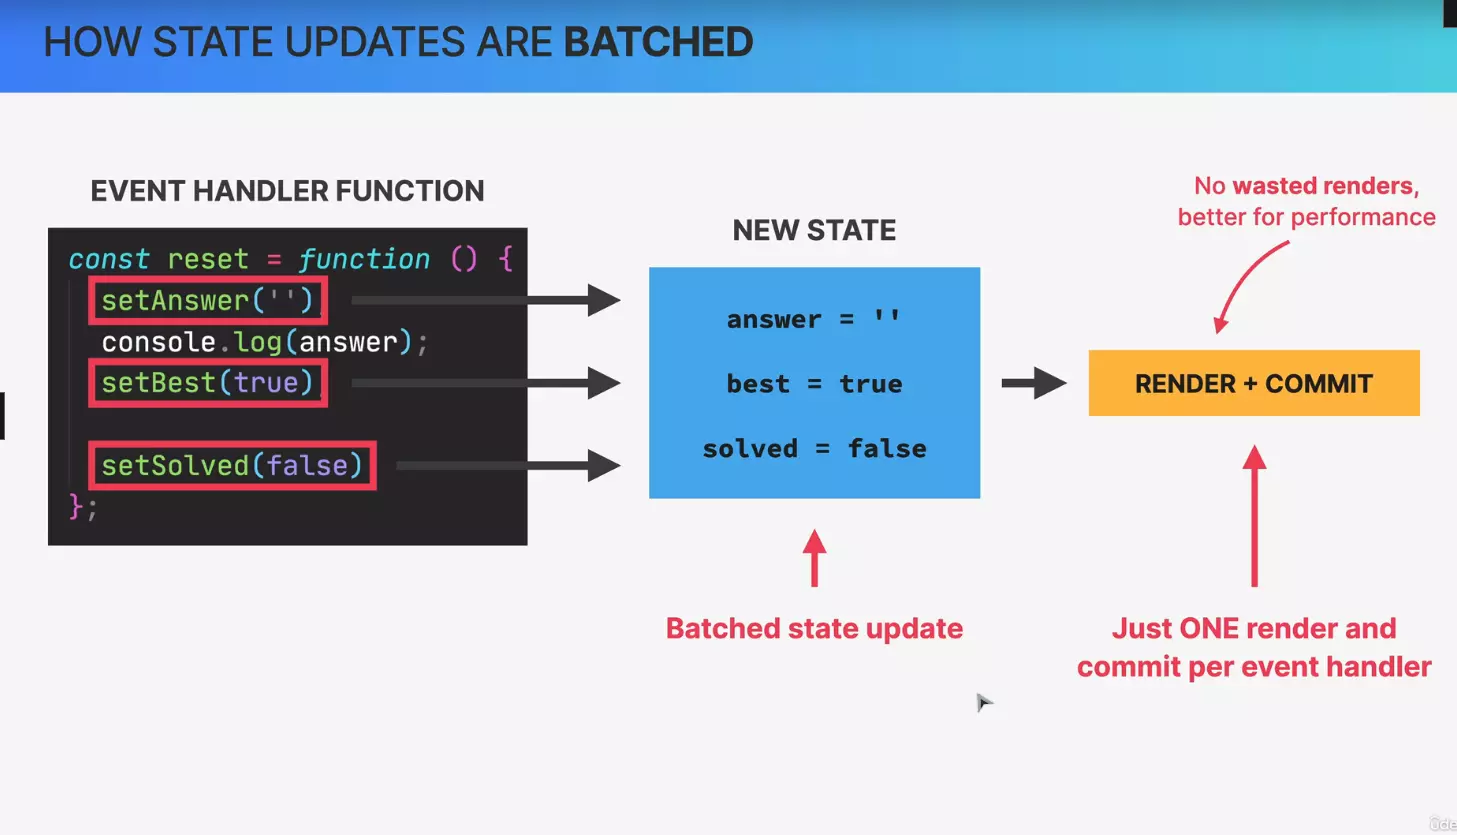 HOW STATE UPDATES ARE BATCHED
EVENT HANDLER FUNCTION
const reset = function () {
setAnswer('')
console.log(answer);
setBest(true)
setSolved(false)
};
NEW STATE
answer = ''
best = true
solved = false
Batched state update
No wasted renders,
better for performance
RENDER + COMMIT
Just ONE render and
commit per event handler